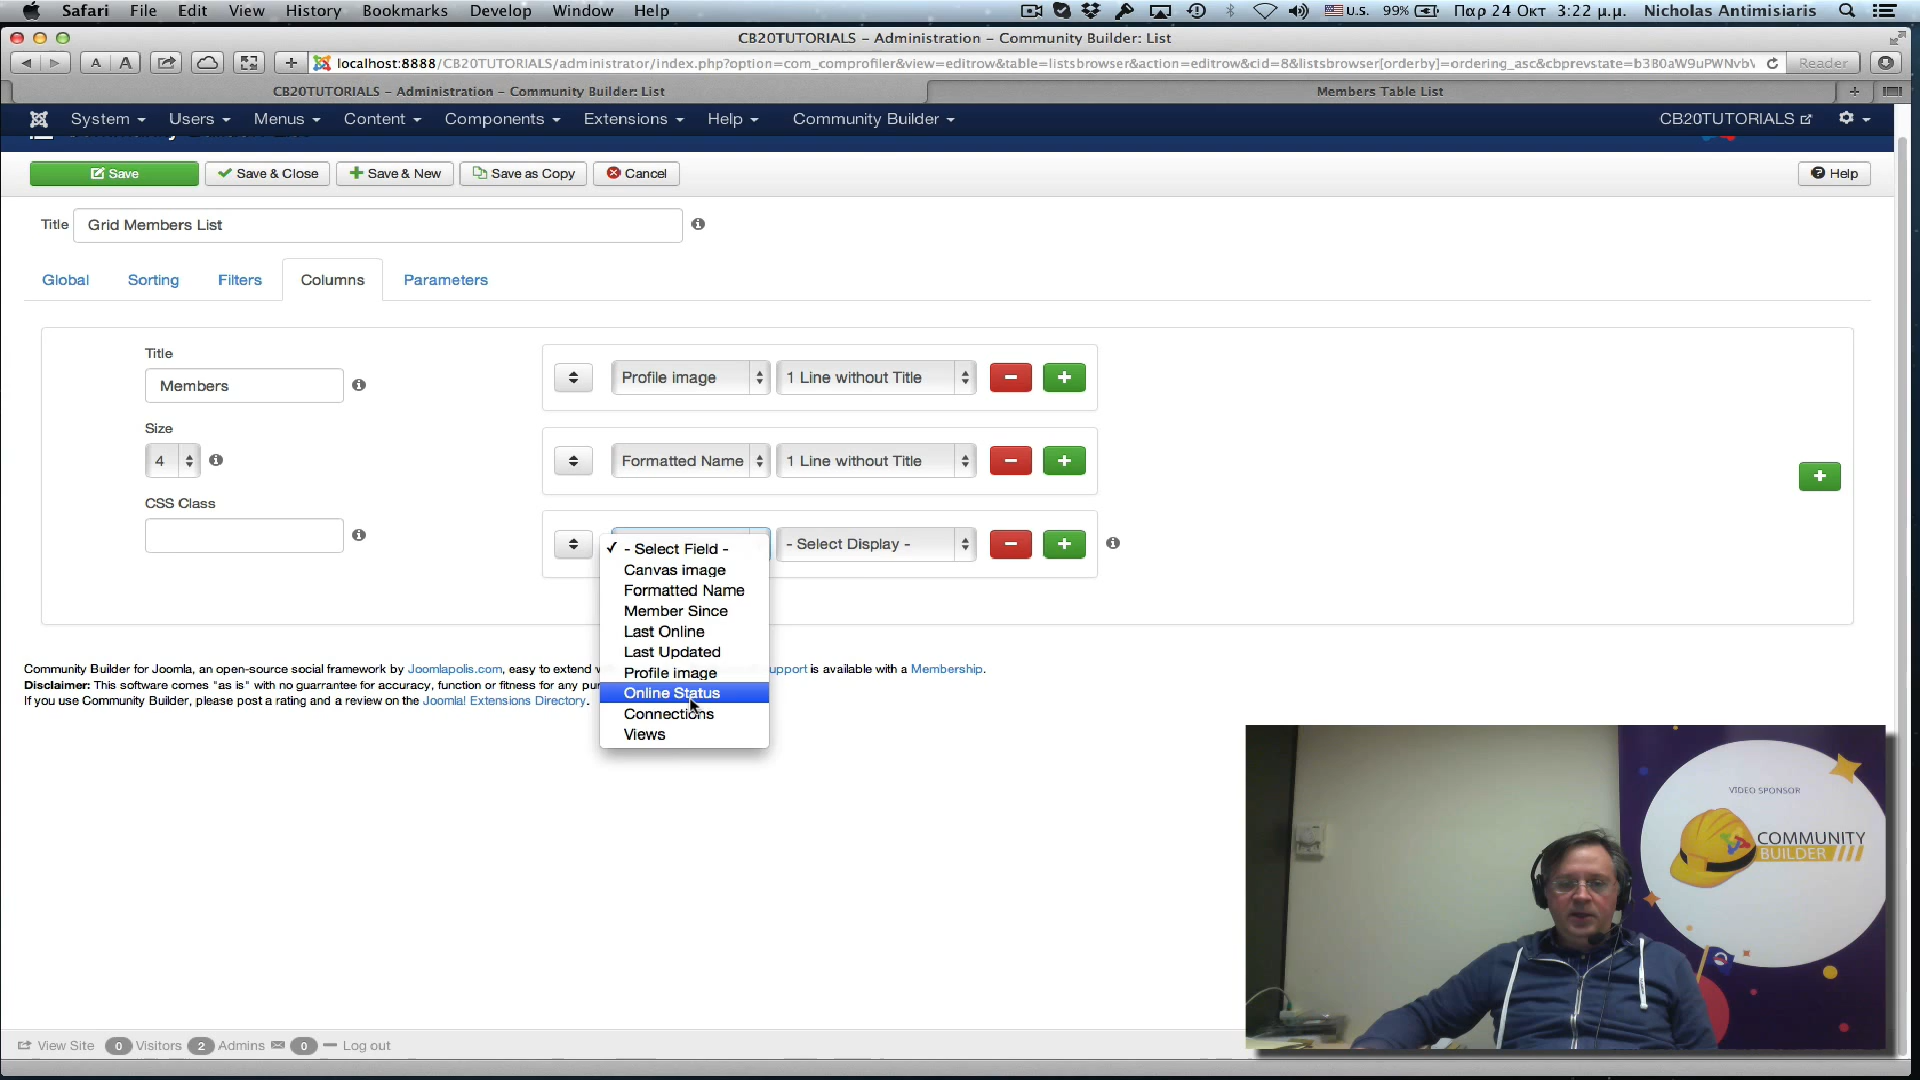 Safari File Edit View History Bookmarks Develop Window Help U.S. 99% Παρ 24 Οκτ 3:22 μ.μ. Nicholas Antimisiaris
CB20TUTORIALS – Administration – Community Builder: List
A A + localhost:8888/CB20TUTORIALS/administrator/index.php?option=com_comprofiler&view=editrow&table=listsbrowser&action=editrow&cid=8&listsbrowser[orderby]=ordering_asc&cbprevstate=b3B0aW9uPWNvbV Reader
CB20TUTORIALS – Administration – Community Builder: List Members Table List +
System Users Menus Content Components Extensions Help Community Builder CB20TUTORIALS
Save Save & Close Save & New Save as Copy Cancel Help
Title Grid Members List
Global Sorting Filters Columns Parameters
Title
Members
Profile image 1 Line without Title
Size
4
Formatted Name 1 Line without Title
CSS Class
- Select Display -
✓ - Select Field -
Canvas image
Formatted Name
Member Since
Last Online
Last Updated
Profile image
Online Status
Connections
Views
Community Builder for Joomla, an open-source social framework by Joomlapolis.com, easy to extend upport is available with a Membership.
Disclaimer: This software comes "as is" with no guarrantee for accuracy, function or fitness for any pu
If you use Community Builder, please post a rating and a review on the Joomla! Extensions Directory.
VIDEO SPONSOR
COMMUNITY
BUILDER
View Site 0 Visitors 2 Admins 0 Log out